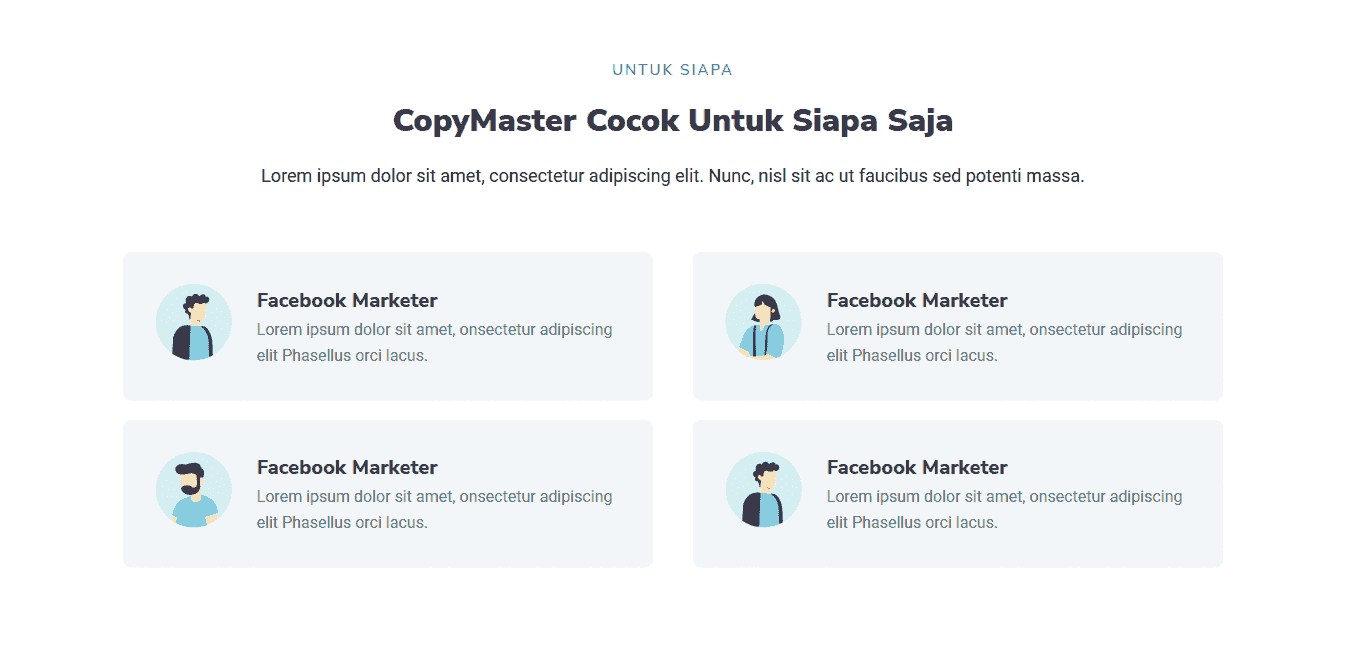 UNTUK SIAPA
CopyMaster Cocok Untuk Siapa Saja
Lorem ipsum dolor sit amet, consectetur adipiscing elit. Nunc, nisl sit ac ut faucibus sed potenti massa.
Facebook Marketer
Lorem ipsum dolor sit amet, onsectetur adipiscing
elit Phasellus orci lacus.
Facebook Marketer
Lorem ipsum dolor sit amet, onsectetur adipiscing
elit Phasellus orci lacus.
Facebook Marketer
Lorem ipsum dolor sit amet, onsectetur adipiscing
elit Phasellus orci lacus.
Facebook Marketer
Lorem ipsum dolor sit amet, onsectetur adipiscing
elit Phasellus orci lacus.